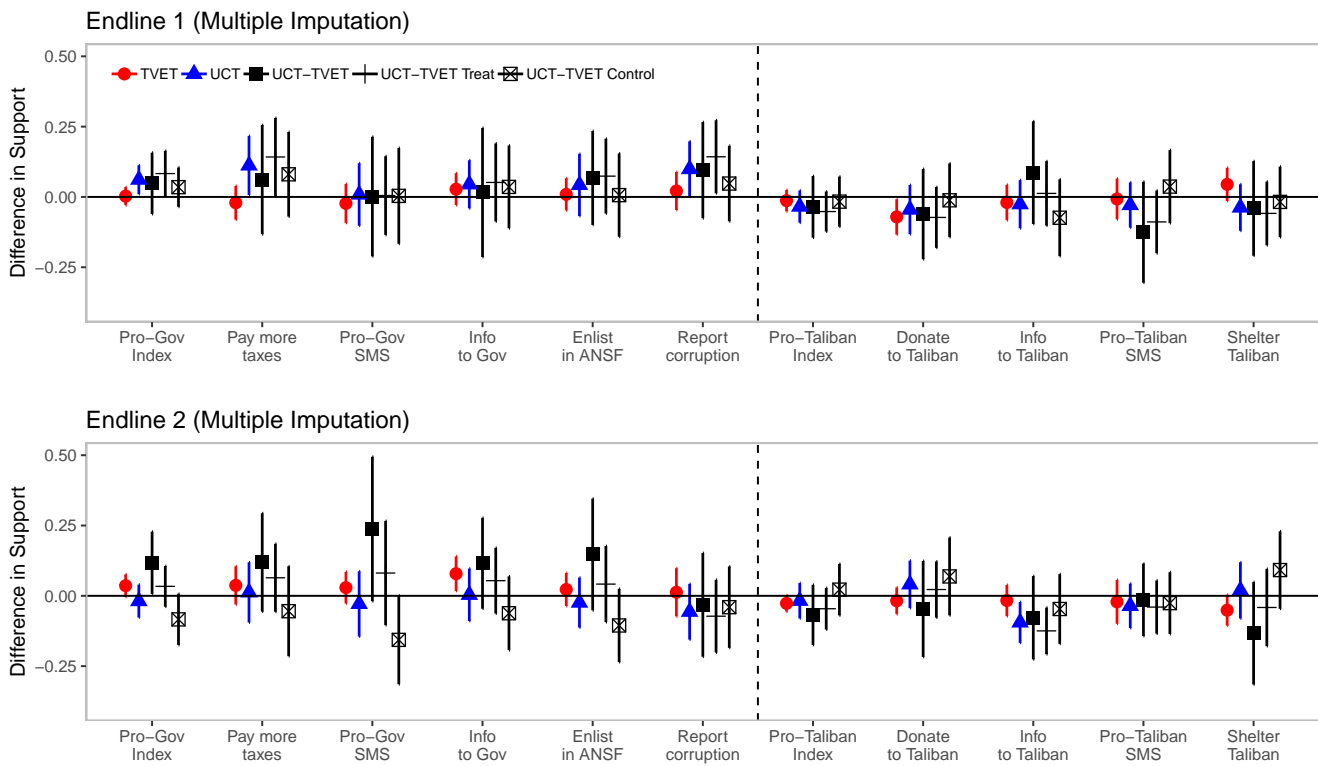 Endline 1 (Multiple Imputation)
0.50
0.25
0.00
−0.25
Difference in Support
TVET UCT UCT−TVET UCT−TVET Treat UCT−TVET Control
Pro−Gov Index
Pay more taxes
Pro−Gov SMS
Info to Gov
Enlist in ANSF
Report corruption
Pro−Taliban Index
Donate to Taliban
Info to Taliban
Pro−Taliban SMS
Shelter Taliban
Endline 2 (Multiple Imputation)
0.50
0.25
0.00
−0.25
Difference in Support
Pro−Gov Index
Pay more taxes
Pro−Gov SMS
Info to Gov
Enlist in ANSF
Report corruption
Pro−Taliban Index
Donate to Taliban
Info to Taliban
Pro−Taliban SMS
Shelter Taliban